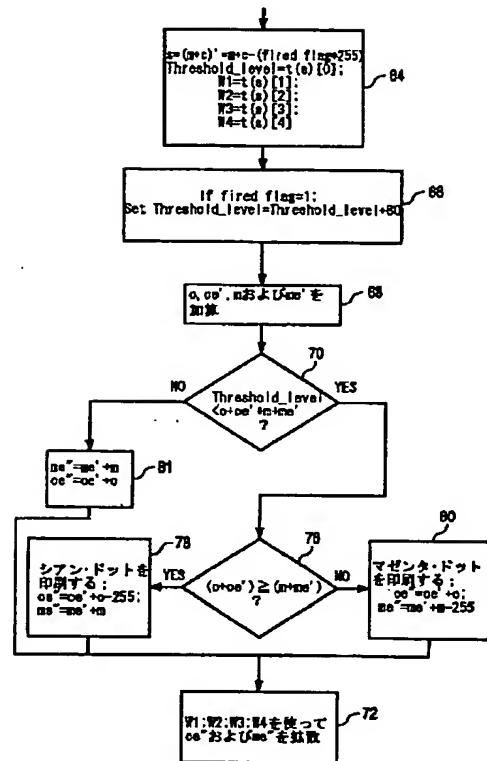 s=(m+c)'=m+c-(fired flag*255)
Threshold_level=t(s)[0];
W1=t(s)[1];
W2=t(s)[2];
W3=t(s)[3];
W4=t(s)[4]
64
If fired flag=1;
Set Threshold_level=Threshold_level+80
66
c,ce',mおよびme'を
加算
68
70
NO
YES
Threshold_level
<c+ce'+m+me'
?
me"=me'+m
ce"=ce'+c
81
78
シアン・ドットを
印刷する;
ce"=ce'+c-255;
me"=me'+m
YES
76
(c+ce')≧(m+me')
?
NO
80
マゼンタ・ドット
を印刷する;
ce"=ce'+c;
me"=me'+m-255
W1;W2;W3;W4を使って
ce"およびme"を拡散
72